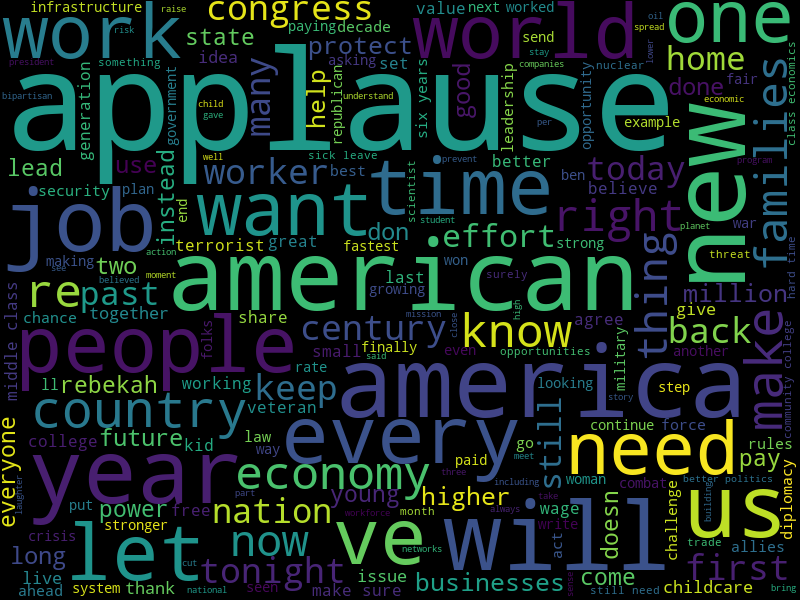 infrastructure
raise
congress
value
next
worked
one
work
world
state
paying
decade
send
oil
spread
lower
risk
something
idea
protect
asking
set
stay
companies
nuclear
fair
home
done
president
bipartisan
applause
generation
government
child
gave
many
help
republican
understand
six years
good
leadership
per
opportunity
example
economic
new
families
class economics
lead
use
well
sick leave
worker
best
better
prevent
today
program
security
plan
instead
want
time
scientist
ben
believe
student
right
planet
war
job
end
terrorist
great
don
fastest
effort
strong
threat
hard time
making
see
action
believed
moment
two
re
past
american
last
growing
won
surely
high
thing
million
middle class
chance
together
share
folks
century
mission
close
agree
give
people
small
finally
said
even
know
opportunities
military
back
another
make
community college
ll
rebekah
working
rate
keep
looking
america
step
story
country
veteran
every
still
continue
force
college
future
kid
law
way
go
meet
need
rules
pay
everyone
laughter
year
economy
paid
three
woman
combat
better politics
including
put
power
free
part
nation
young
month
higher
always
take
wage
write
doesn
challenge
building
us
diplomacy
crisis
stronger
let
cut
now
ve
workforce
networks
will
act
trade
allies
long
live
ahead
system
national
thank
seen
tonight
make sure
issue
businesses
sense
come
still need
first
childcare
bring